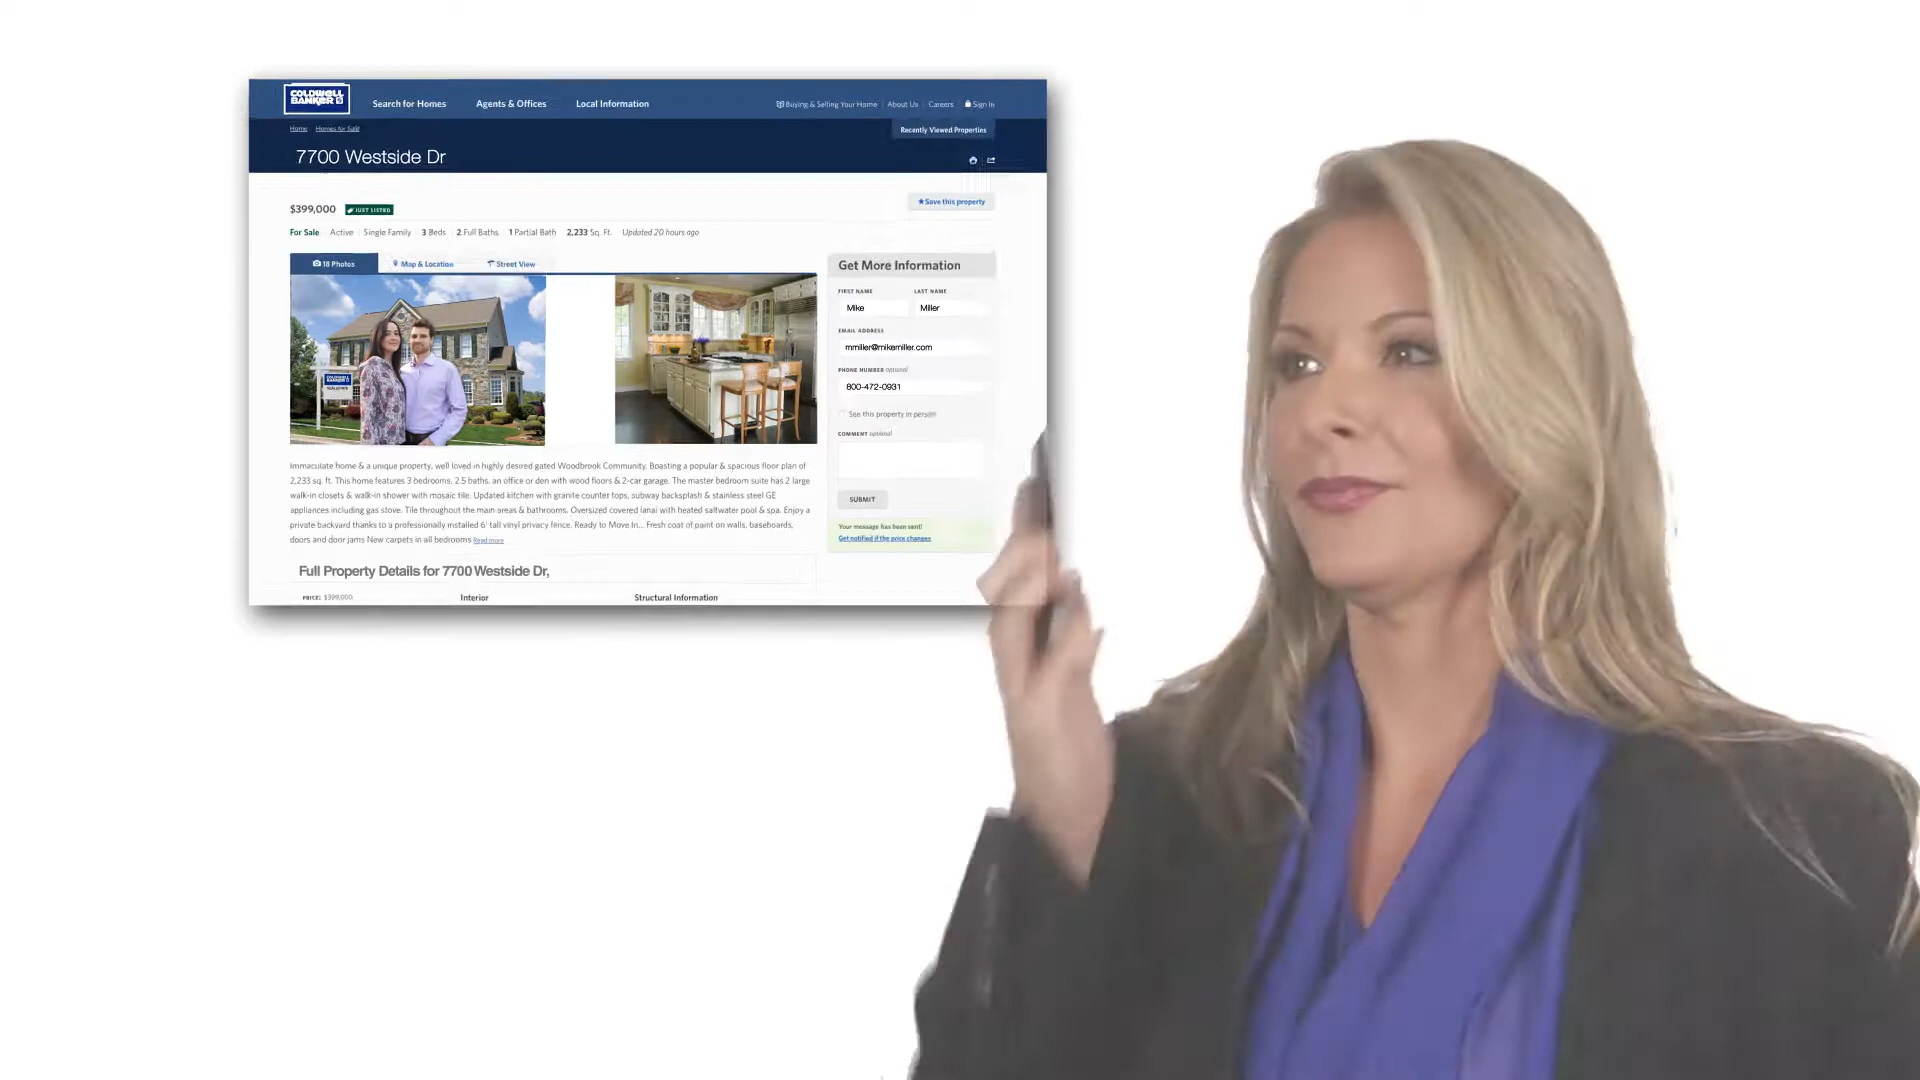 COLDWELL BANKER
Search for Homes Agents & Offices Local Information
Buying & Selling Your Home About Us Careers Sign In
Home Homes for Sale
Recently Viewed Properties
7700 Westside Dr
Save this property
$399,000 JUST LISTED
For Sale Active Single Family 3 Beds 2 Full Baths 1 Partial Bath 2,233 Sq. Ft. Updated 20 hours ago
18 Photos Map & Location Street View
COLDWELL BANKER
Immaculate home & a unique property, well loved in highly desired gated Woodbrook Community. Boasting a popular & spacious floor plan of
2,233 sq. ft. This home features 3 bedrooms, 2.5 baths, an office or den with wood floors & 2-car garage. The master bedroom suite has 2 large
walk-in closets & walk-in shower with mosaic tile. Updated kitchen with granite counter tops, subway backsplash & stainless steel GE
appliances including gas stove. Tile throughout the main areas & bathrooms. Oversized covered lanai with heated saltwater pool & spa. Enjoy a
private backyard thanks to a professionally installed 6' tall vinyl privacy fence. Ready to Move In... Fresh coat of paint on walls, baseboards,
doors and door jams New carpets in all bedrooms Read more
Full Property Details for 7700 Westside Dr,
PRICE: $399,000 Interior Structural Information
Get More Information
FIRST NAME LAST NAME
Mike Miller
EMAIL ADDRESS
mmiller@mikemiller.com
PHONE NUMBER optional
800-472-0931
See this property in person
COMMENT optional
SUBMIT
Your message has been sent!
Get notified if the price changes